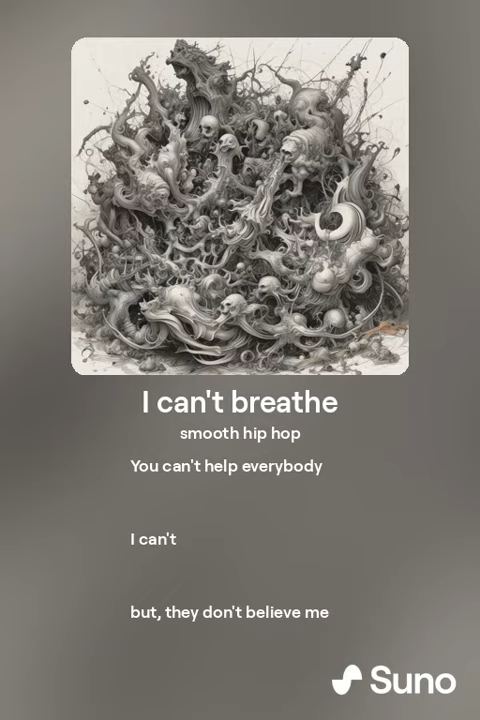 I can't breathe
smooth hip hop
You can't help everybody
I can't
but, they don't believe me
Suno